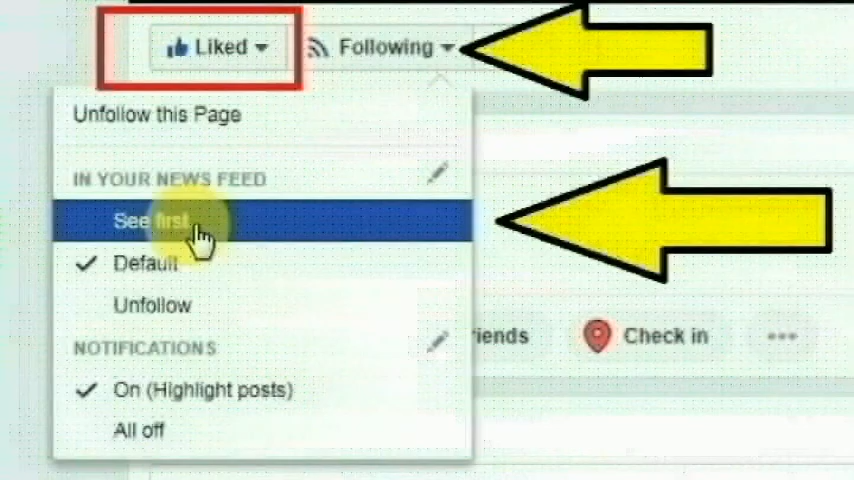 Liked Following
Unfollow this Page
IN YOUR NEWS FEED
See first
Default
Unfollow
NOTIFICATIONS
riends Check in
On (Highlight posts)
All off